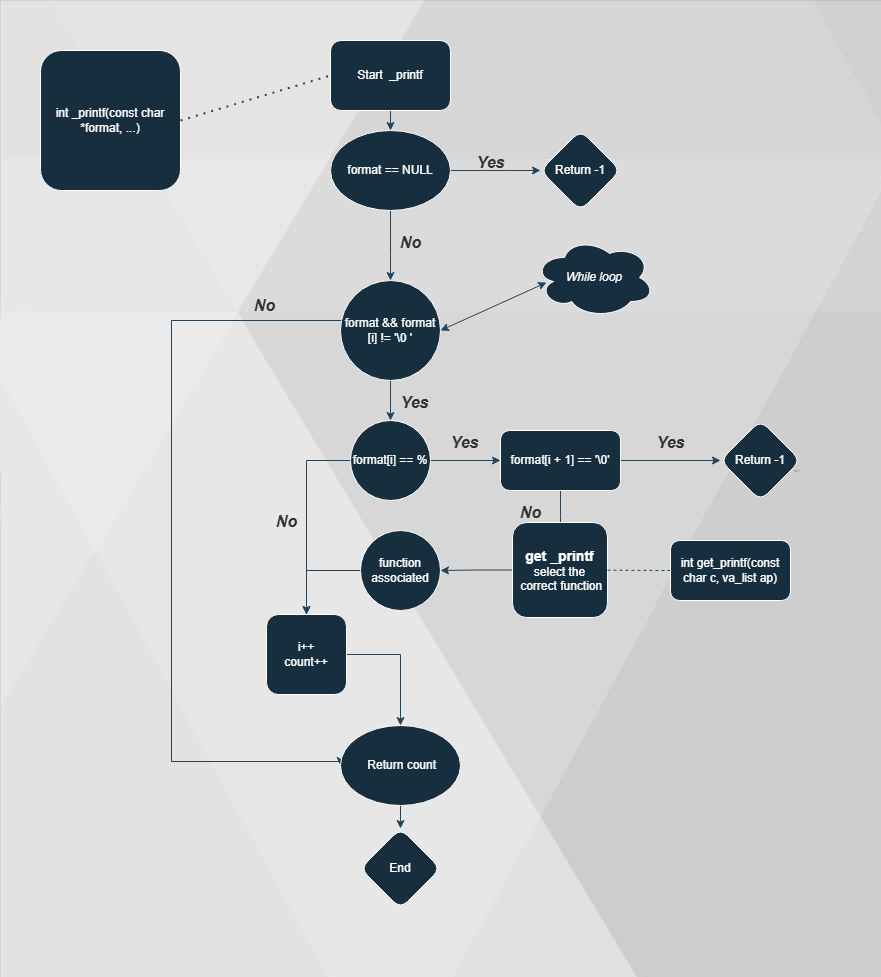 Start _printf
int _printf(const char
*format, ...)
format == NULL
Yes
Return -1
No
While loop
No
format && format
[i] != '\0 '
Yes
format[i] == %
Yes
format[i + 1] == '\0'
Yes
Return -1
No
No
get _printf
select the
correct function
function
associated
int get_printf(const
char c, va_list ap)
i++
count++
Return count
End